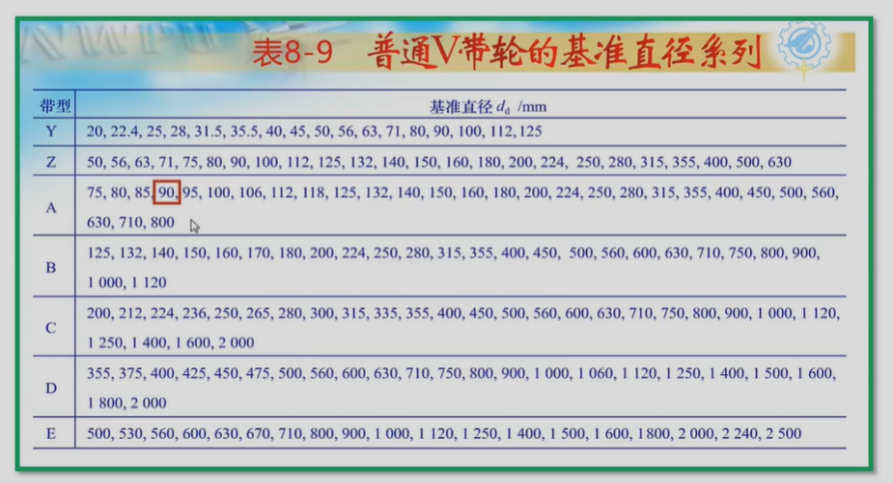 表8-9 普通V带轮的基准直径系列
带型 基准直径 dd /mm
Y 20, 22.4, 25, 28, 31.5, 35.5, 40, 45, 50, 56, 63, 71, 80, 90, 100, 112, 125
Z 50, 56, 63, 71, 75, 80, 90, 100, 112, 125, 132, 140, 150, 160, 180, 200, 224, 250, 280, 315, 355, 400, 500, 630
A 75, 80, 85, 90, 95, 100, 106, 112, 118, 125, 132, 140, 150, 160, 180, 200, 224, 250, 280, 315, 355, 400, 450, 500, 560,
630, 710, 800
B 125, 132, 140, 150, 160, 170, 180, 200, 224, 250, 280, 315, 355, 400, 450, 500, 560, 600, 630, 710, 750, 800, 900,
1 000, 1 120
C 200, 212, 224, 236, 250, 265, 280, 300, 315, 335, 355, 400, 450, 500, 560, 600, 630, 710, 750, 800, 900, 1 000, 1 120,
1 250, 1 400, 1 600, 2 000
D 355, 375, 400, 425, 450, 475, 500, 560, 600, 630, 710, 750, 800, 900, 1 000, 1 060, 1 120, 1 250, 1 400, 1 500, 1 600,
1 800, 2 000
E 500, 530, 560, 600, 630, 670, 710, 800, 900, 1 000, 1 120, 1 250, 1 400, 1 500, 1 600, 1800, 2 000, 2 240, 2 500